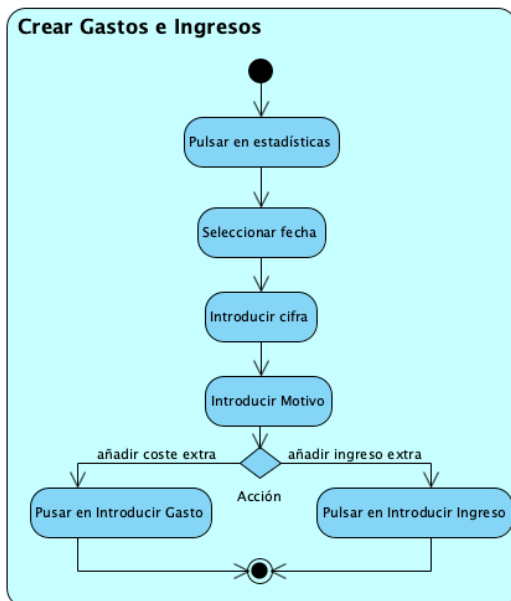 Crear Gastos e Ingresos
Pulsar en estadísticas
Seleccionar fecha
Introducir cifra
Introducir Motivo
añadir coste extra
añadir ingreso extra
Acción
Pusar en Introducir Gasto
Pulsar en Introducir Ingreso